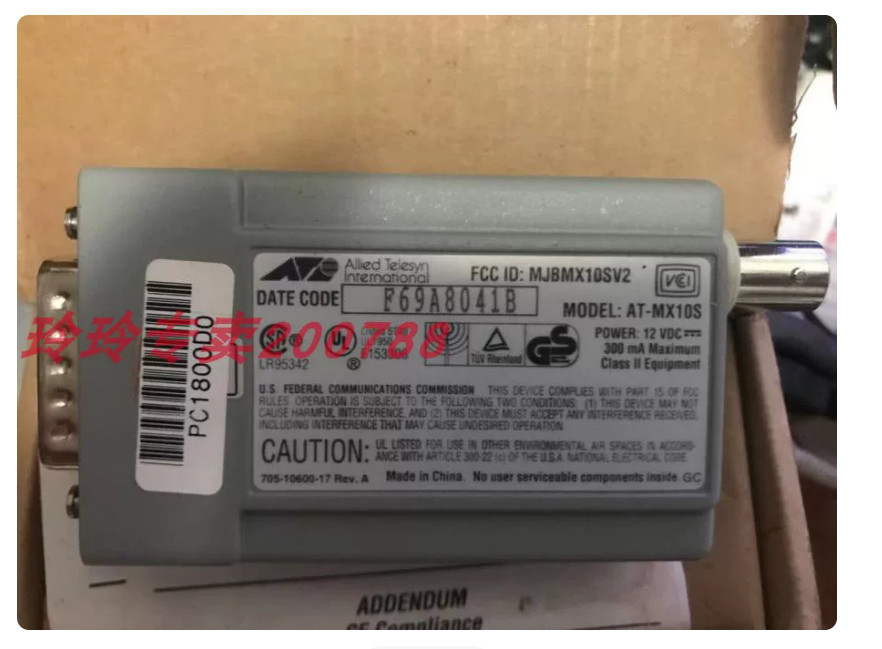 Allied Telesyn
International
FCC ID: MJBMX10SV2
VCI
DATE CODE F69A8041B
MODEL: AT-MX10S
玲玲专卖200788
LR95342
UL
TÜV Rheinland
GS
POWER: 12 VDC
300 mA Maximum
Class II Equipment
PC1800D0
U.S. FEDERAL COMMUNICATIONS COMMISSION THIS DEVICE COMPLIES WITH PART 15 OF FCC
RULES. OPERATION IS SUBJECT TO THE FOLLOWING TWO CONDITIONS: (1) THIS DEVICE MAY NOT
CAUSE HARMFUL INTERFERENCE, AND (2) THIS DEVICE MUST ACCEPT ANY INTERFERENCE RECEIVED,
INCLUDING INTERFERENCE THAT MAY CAUSE UNDESIRED OPERATION.
CAUTION: UL LISTED FOR USE IN OTHER ENVIRONMENTAL AIR SPACES IN ACCORD-
ANCE WITH ARTICLE 300-22 (c) OF THE U.S.A. NATIONAL ELECTRICAL CODE.
705-10600-17 Rev. A Made in China. No user serviceable components inside. GC
ADDENDUM
CE Compliance